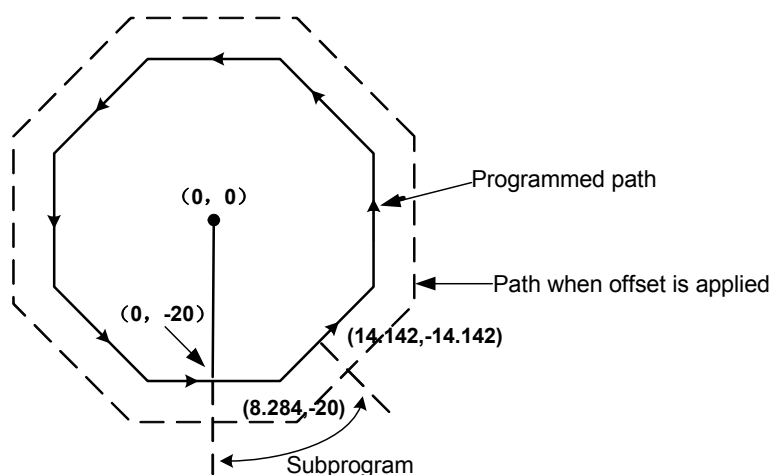 （0, 0）
Programmed path
Path when offset is applied
（0, -20）
(14.142,-14.142)
(8.284,-20)
Subprogram